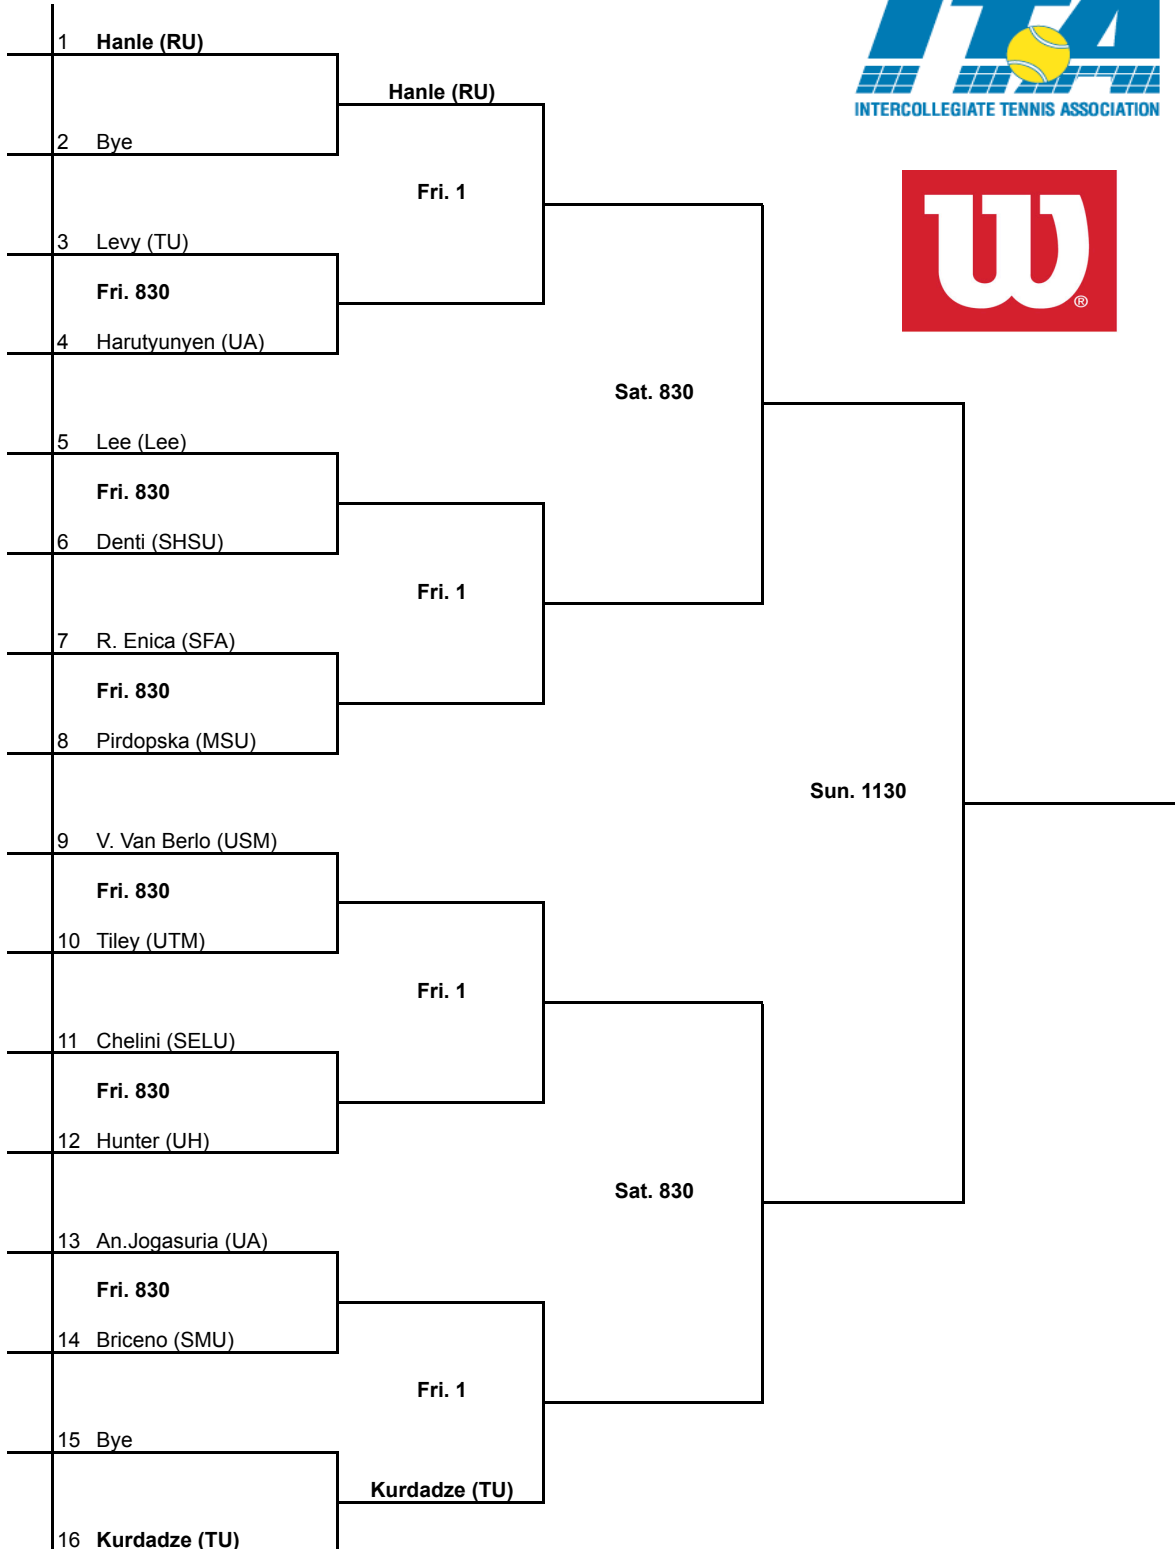 ITA
INTERCOLLEGIATE TENNIS ASSOCIATION
W
®
1 Hanle (RU)
Hanle (RU)
2 Bye
Fri. 1
3 Levy (TU)
Fri. 830
4 Harutyunyen (UA)
Sat. 830
5 Lee (Lee)
Fri. 830
6 Denti (SHSU)
Fri. 1
7 R. Enica (SFA)
Fri. 830
8 Pirdopska (MSU)
Sun. 1130
9 V. Van Berlo (USM)
Fri. 830
10 Tiley (UTM)
Fri. 1
11 Chelini (SELU)
Fri. 830
12 Hunter (UH)
Sat. 830
13 An.Jogasuria (UA)
Fri. 830
14 Briceno (SMU)
Fri. 1
15 Bye
Kurdadze (TU)
16 Kurdadze (TU)